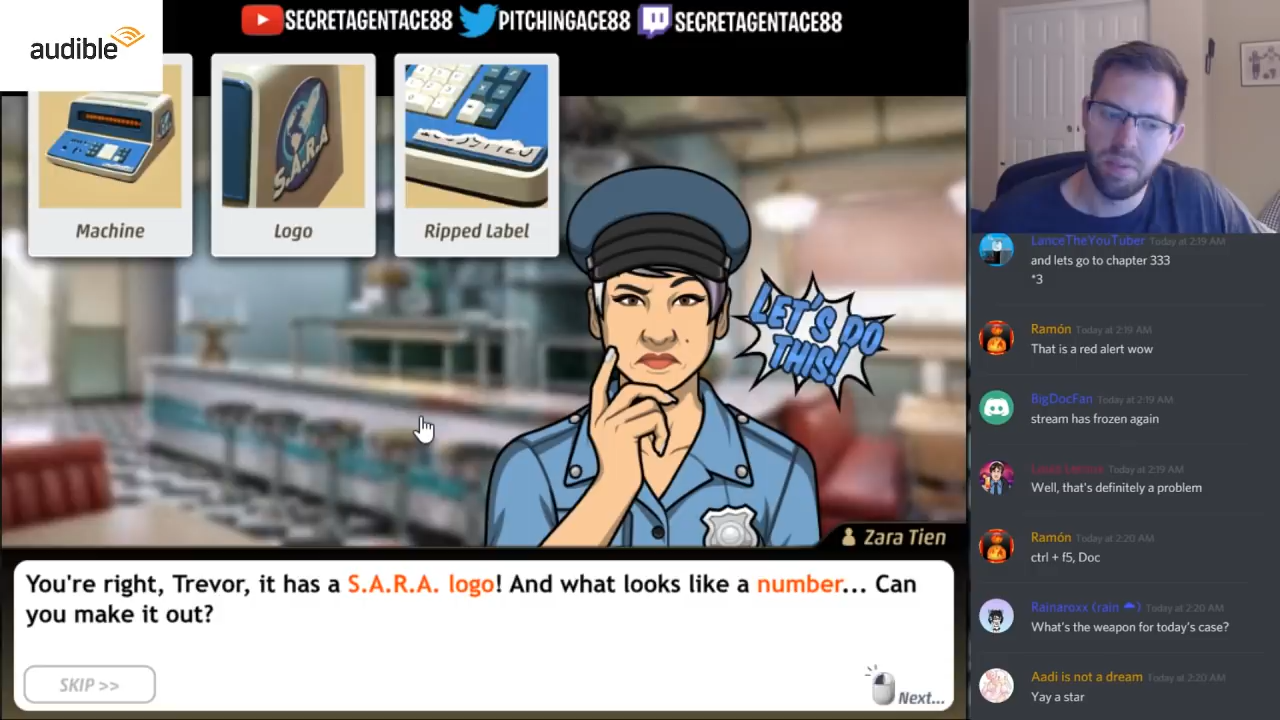 SECRETAGENTACE88 PITCHINGACE88 SECRETAGENTACE88
audible
S.A.R.A
Machine
Logo
Ripped Label
LET'S DO
THIS!
Zara Tien
You're right, Trevor, it has a S.A.R.A. logo! And what looks like a number... Can
you make it out?
SKIP >>
Next...
LanceTheYouTuber Today at 2:19 AM
and lets go to chapter 333
*3
Ramón Today at 2:19 AM
That is a red alert wow
BigDocFan Today at 2:19 AM
stream has frozen again
Today at 2:19 AM
Well, that's definitely a problem
Ramón Today at 2:20 AM
ctrl + f5, Doc
Rainaroxx (rain ☂) Today at 2:20 AM
What's the weapon for today's case?
Aadi is not a dream Today at 2:20 AM
Yay a star